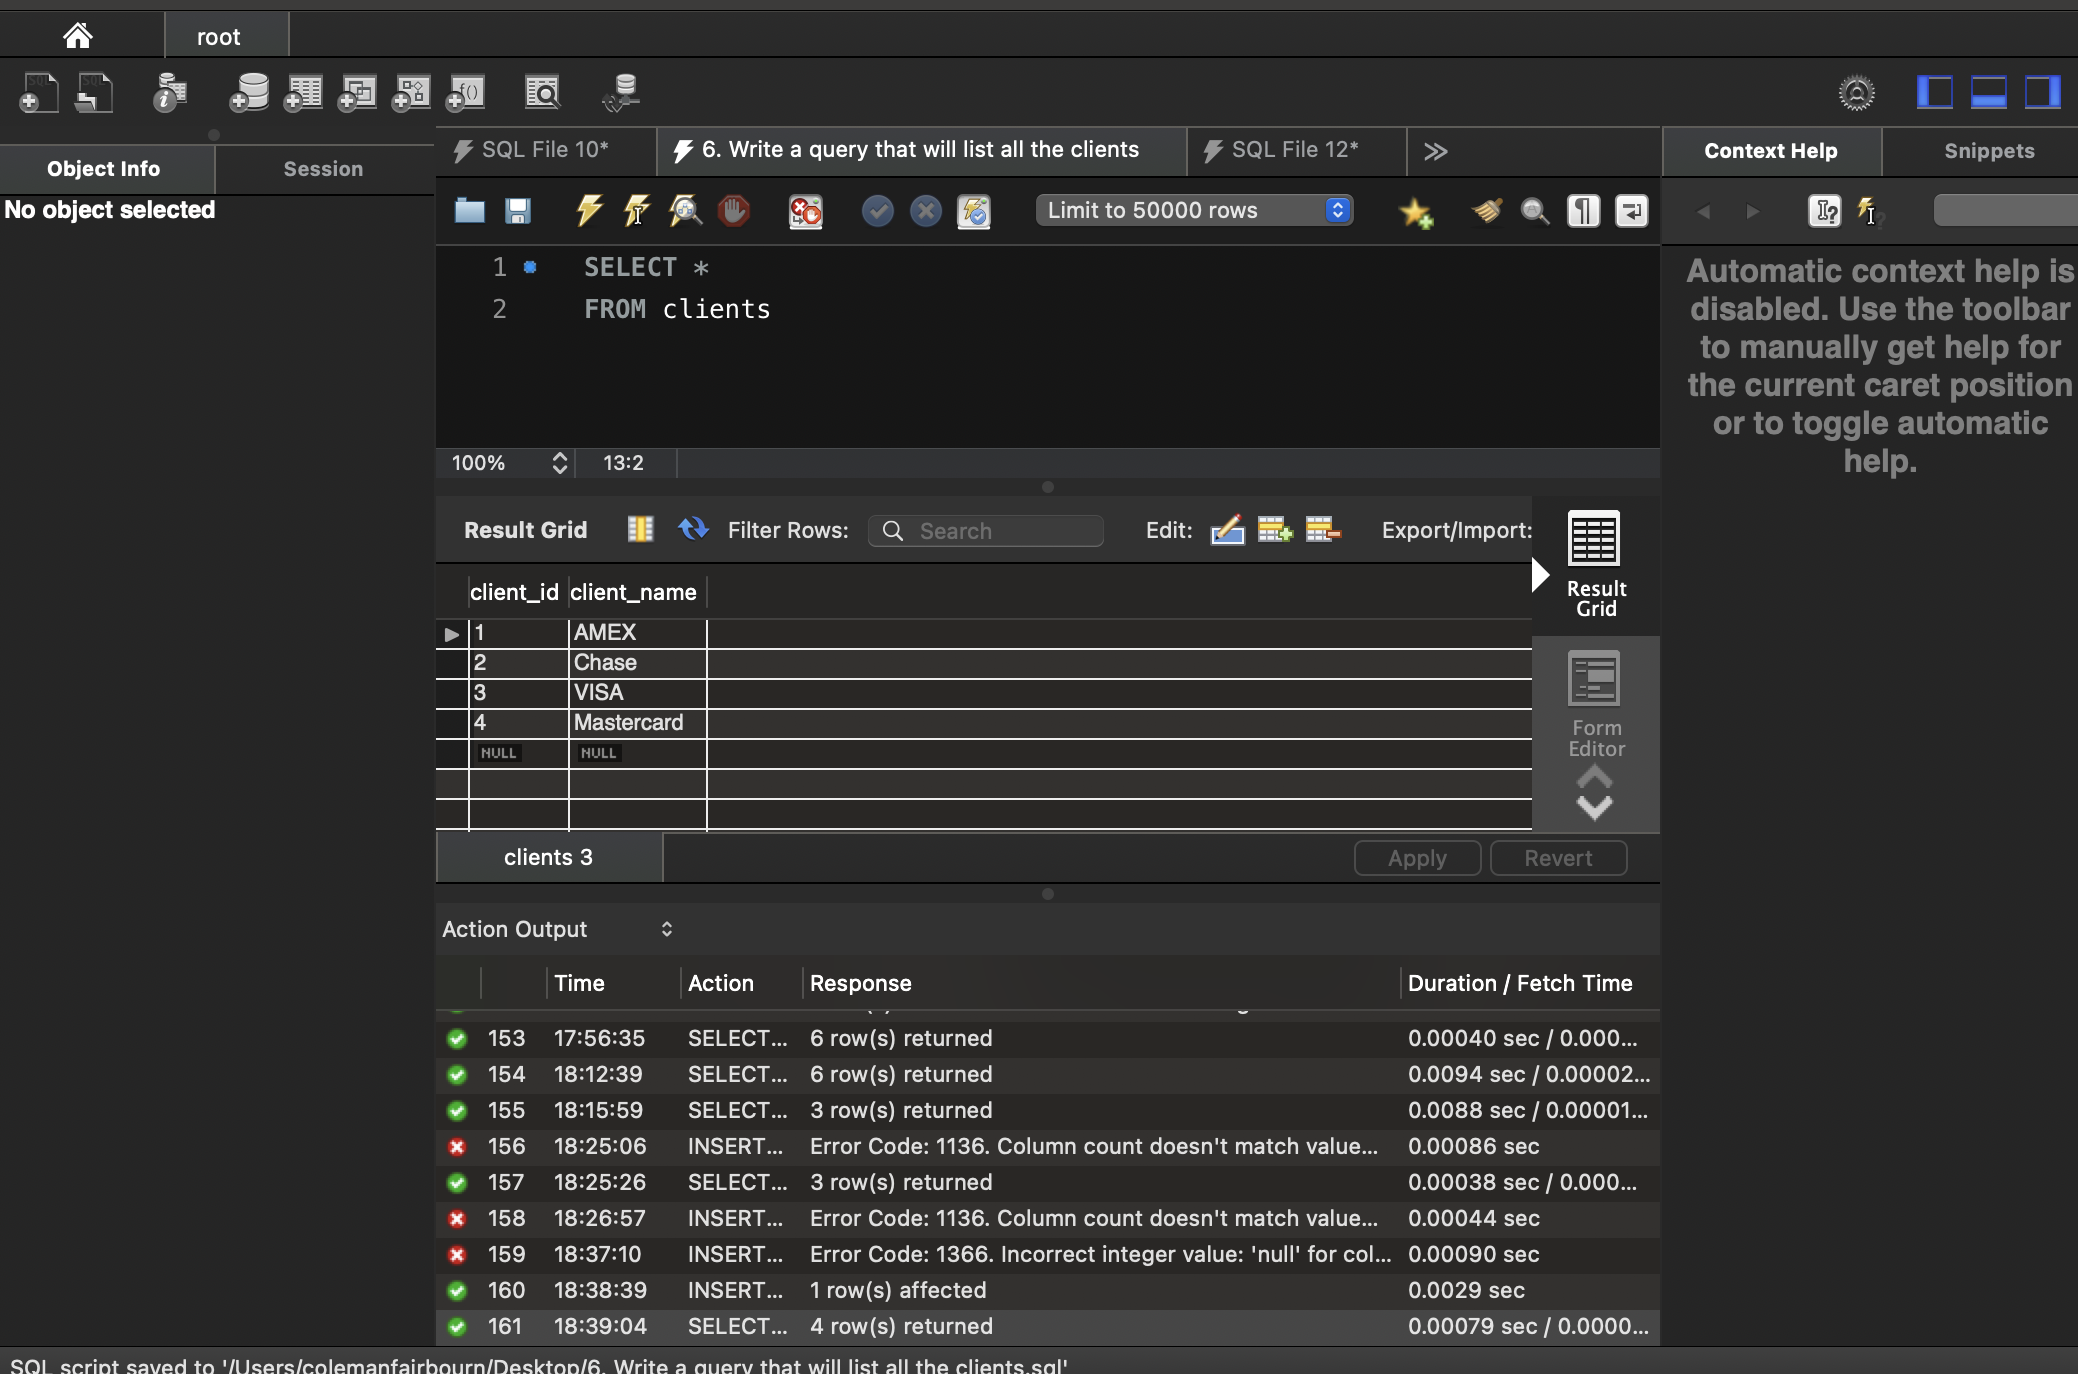 root
Object Info
Session
No object selected
SQL File 10*
6. Write a query that will list all the clients
SQL File 12*
Limit to 50000 rows
1 SELECT *
2 FROM clients
100%
13:2
Result Grid
Filter Rows:
Search
Edit:
Export/Import:
client_id client_name
1 AMEX
2 Chase
3 VISA
4 Mastercard
NULL NULL
Result
Grid
Form
Editor
clients 3
Apply
Revert
Action Output
Time Action Response Duration / Fetch Time
153 17:56:35 SELECT... 6 row(s) returned 0.00040 sec / 0.000...
154 18:12:39 SELECT... 6 row(s) returned 0.0094 sec / 0.00002...
155 18:15:59 SELECT... 3 row(s) returned 0.0088 sec / 0.00001...
156 18:25:06 INSERT... Error Code: 1136. Column count doesn't match value... 0.00086 sec
157 18:25:26 SELECT... 3 row(s) returned 0.00038 sec / 0.000...
158 18:26:57 INSERT... Error Code: 1136. Column count doesn't match value... 0.00044 sec
159 18:37:10 INSERT... Error Code: 1366. Incorrect integer value: 'null' for col... 0.00090 sec
160 18:38:39 INSERT... 1 row(s) affected 0.0029 sec
161 18:39:04 SELECT... 4 row(s) returned 0.00079 sec / 0.0000...
Context Help
Snippets
Automatic context help is
disabled. Use the toolbar
to manually get help for
the current caret position
or to toggle automatic
help.
SQL script saved to '/Users/colemanfairbourn/Desktop/6. Write a query that will list all the clients.sql'